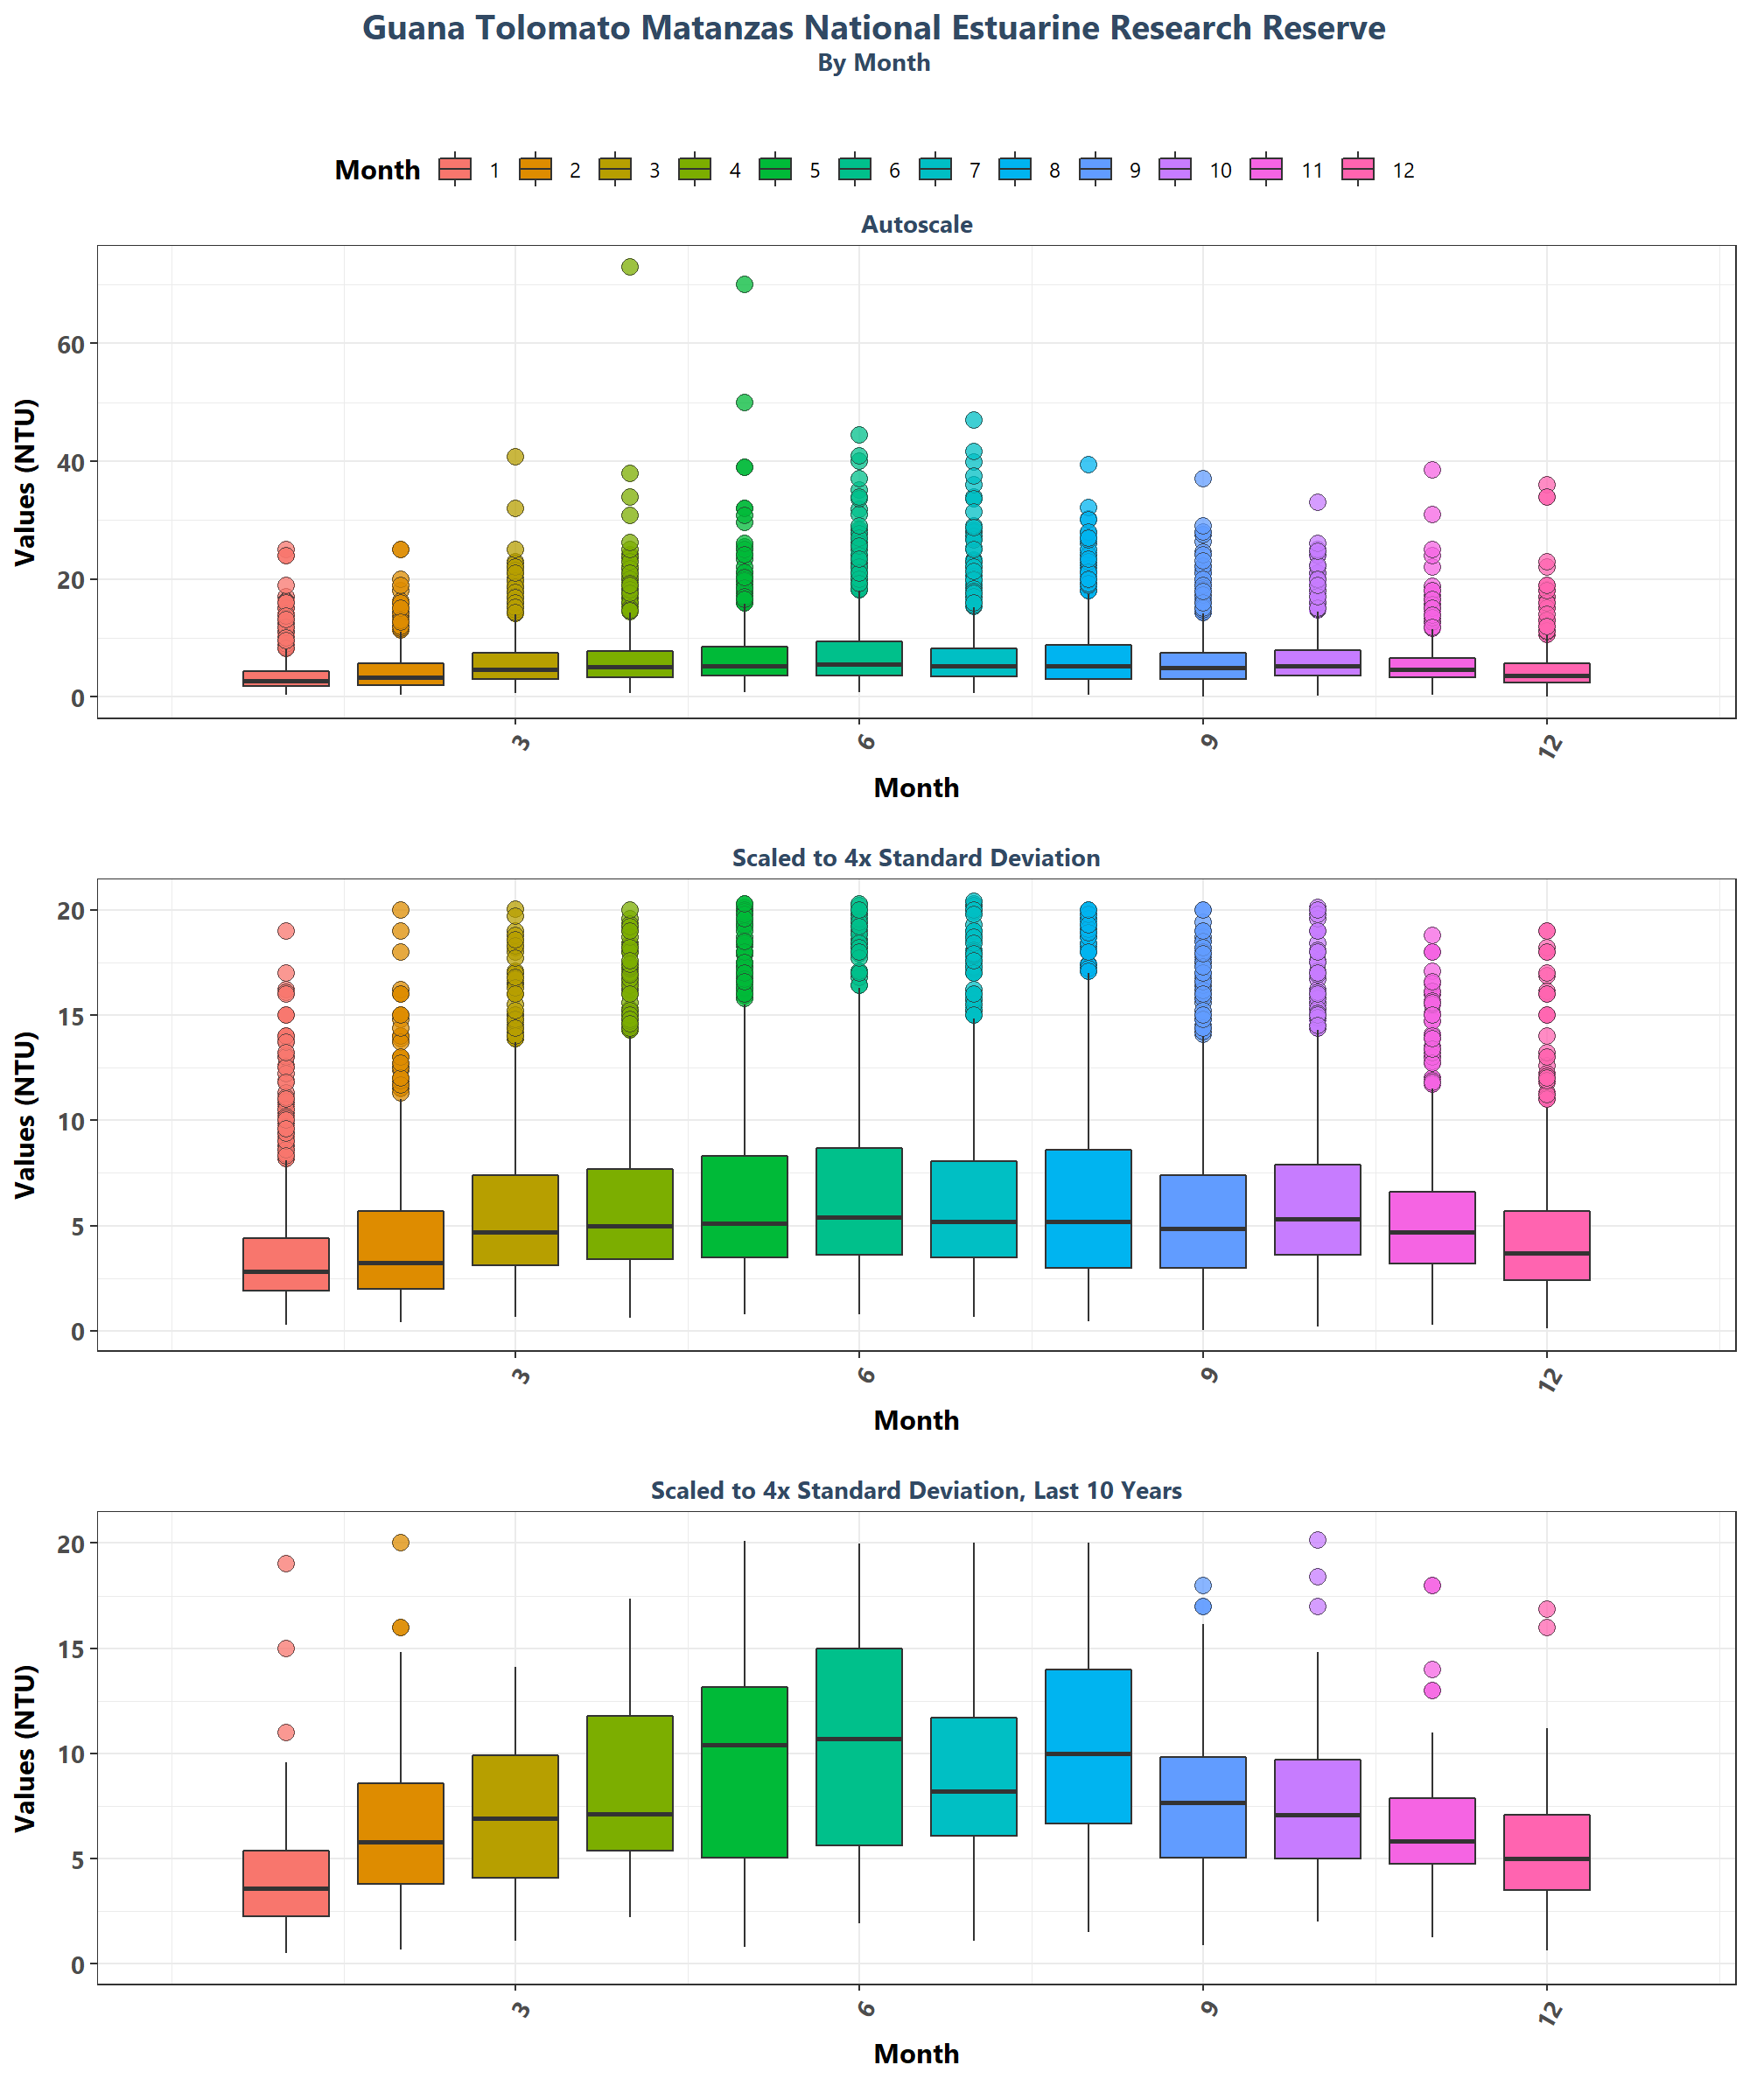 Guana Tolomato Matanzas National Estuarine Research Reserve
By Month
Month 1 2 3 4 5 6 7 8 9 10 11 12
Autoscale
Values (NTU)
60
40
20
0
3 6 9 12
Month
Scaled to 4x Standard Deviation
Values (NTU)
20
15
10
5
0
3 6 9 12
Month
Scaled to 4x Standard Deviation, Last 10 Years
Values (NTU)
20
15
10
5
0
3 6 9 12
Month